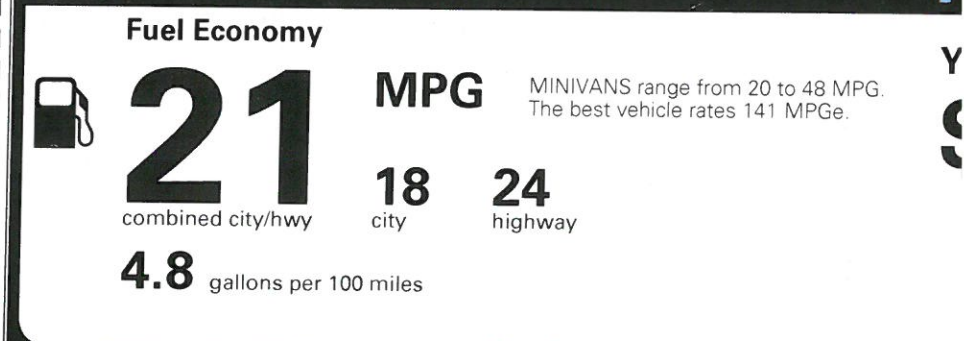 Fuel Economy
21
MPG
MINIVANS range from 20 to 48 MPG.
The best vehicle rates 141 MPGe.
18
24
combined city/hwy
city
highway
4.8 gallons per 100 miles